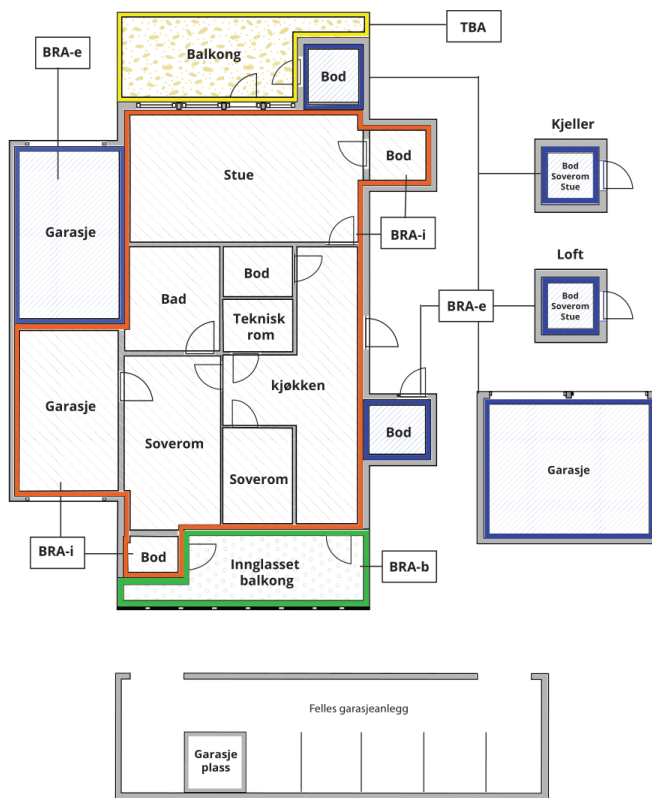 TBA
BRA-e
Balkong
Bod
Kjeller
Bod
Soverom
Stue
Bod
Stue
Garasje
BRA-i
Loft
Bod
Soverom
Stue
Bod
Bad
BRA-e
Teknisk
rom
kjøkken
Garasje
Bod
Soverom
Garasje
Soverom
BRA-i
Bod
Innglasset
balkong
BRA-b
Felles garasjeanlegg
Garasje
plass